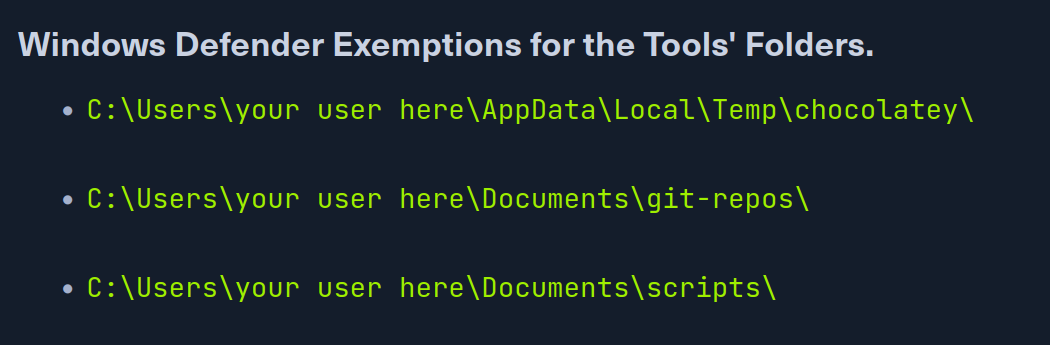 Windows Defender Exemptions for the Tools' Folders.
C:\Users\your user here\AppData\Local\Temp\chocolatey\
C:\Users\your user here\Documents\git-repos\
C:\Users\your user here\Documents\scripts\